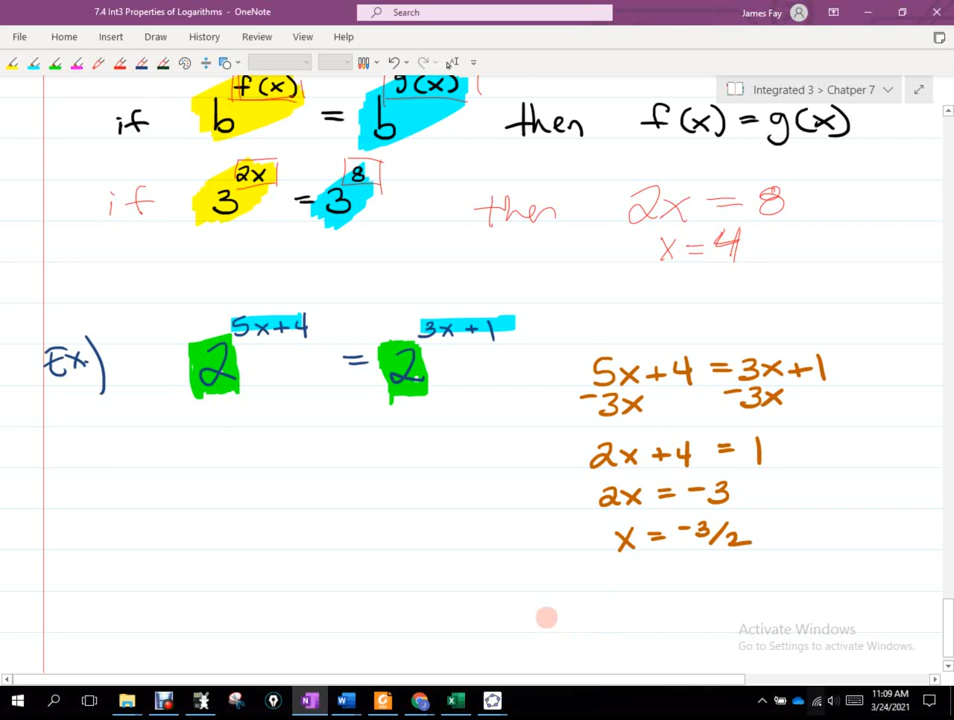 7.4 Int3 Properties of Logarithms - OneNote
Search
James Fay
File Home Insert Draw History Review View Help
Integrated 3 > Chatper 7
if b^f(x) = b^g(x) then f(x) = g(x)
if 3^2x = 3^8 then 2x = 8
x = 4
Ex) 2^5x+4 = 2^3x+1
5x+4 = 3x+1
-3x -3x
2x+4 = 1
2x = -3
x = -3/2
Activate Windows
Go to Settings to activate Windows.
11:09 AM
3/24/2021